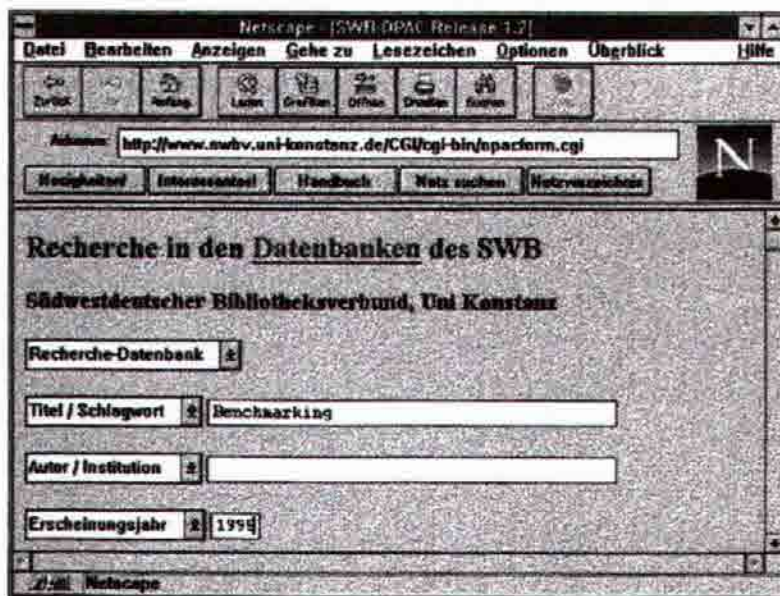 Netscape - [SWB-OPAC Release 1.2]
Datei Bearbeiten Anzeigen Gehe zu Lesezeichen Optionen Überblick Hilfe
Zurück Anfang Laden Grafiken Öffnen Drucken Suchen
Adresse: http://www.swbv.uni-konstanz.de/CGI/cgi-bin/opacform.cgi
N
Neuigkeiten! Interessantes! Handbuch Netz suchen Netzverzeichnis
Recherche in den Datenbanken des SWB
Südwestdeutscher Bibliotheksverbund, Uni Konstanz
Recherche-Datenbank
Titel / Schlagwort Benchmarking
Autor / Institution
Erscheinungsjahr 1995
Netscape